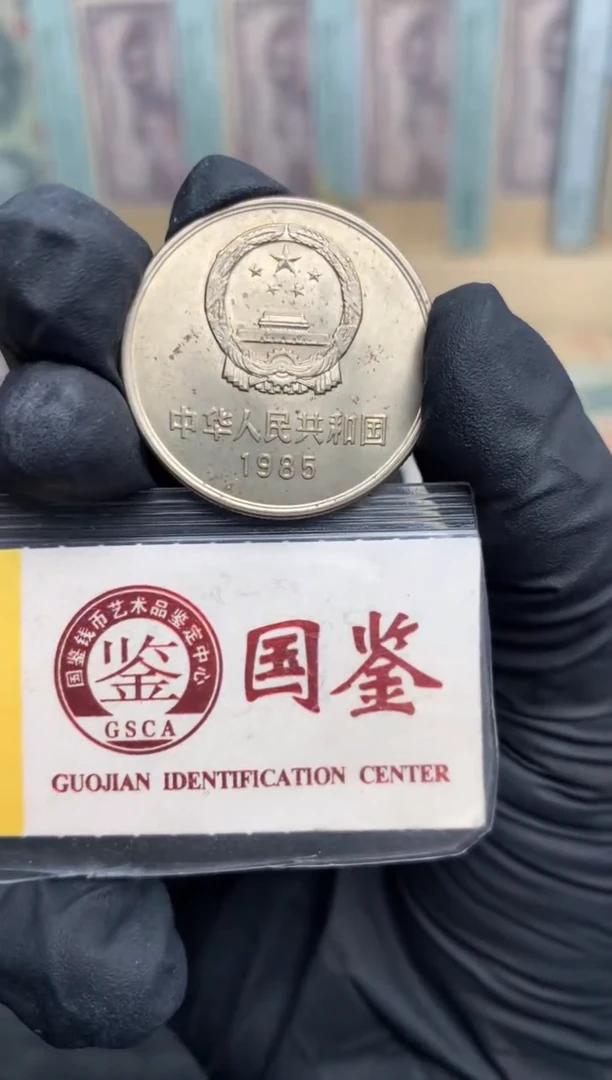 中华人民共和国
1985
国鉴钱币艺术品鉴定中心
鉴
GSCA
国鉴
GUOJIAN IDENTIFICATION CENTER